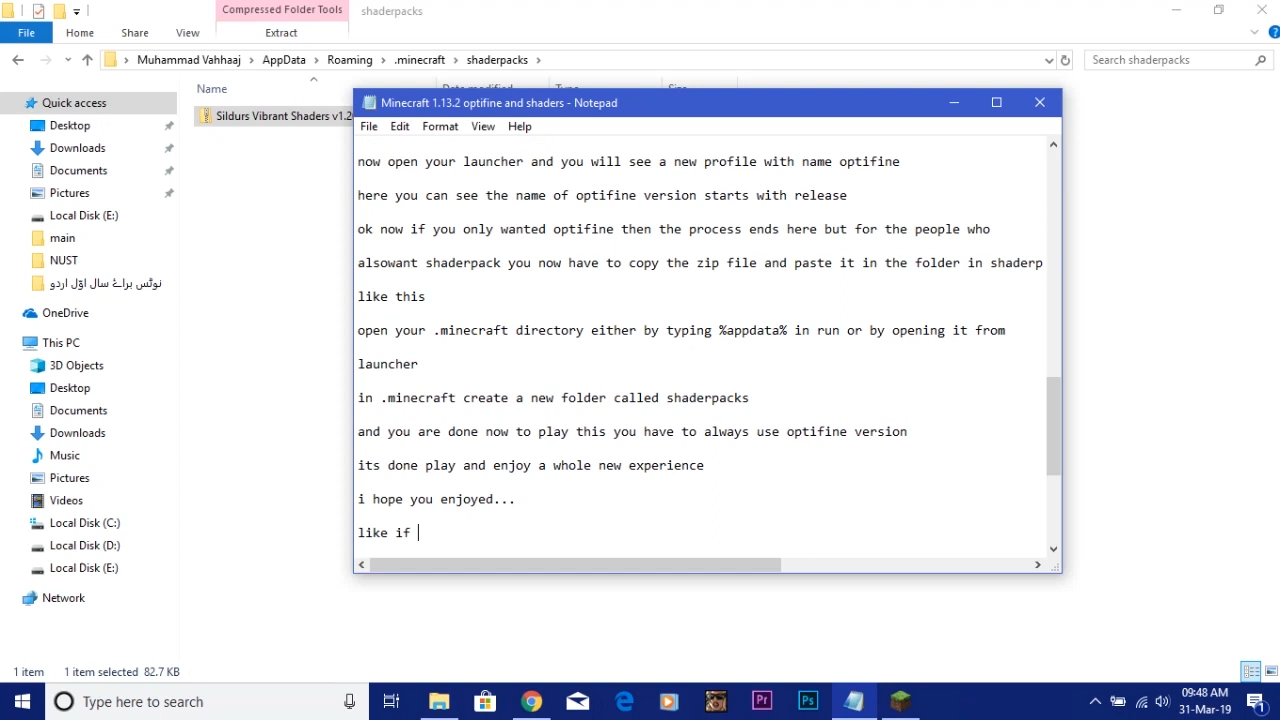 Compressed Folder Tools
shaderpacks
File
Home
Share
View
Extract
Muhammad Vahhaaj
AppData
Roaming
.minecraft
shaderpacks
Search shaderpacks
Name
Date modified
Type
Size
Quick access
Desktop
Downloads
Documents
Pictures
Local Disk (E:)
main
NUST
نوٹس براۓ سال اوّل اردو
OneDrive
This PC
3D Objects
Desktop
Documents
Downloads
Music
Pictures
Videos
Local Disk (C:)
Local Disk (D:)
Local Disk (E:)
Network
Sildurs Vibrant Shaders v1.2
Minecraft 1.13.2 optifine and shaders - Notepad
File Edit Format View Help
now open your launcher and you will see a new profile with name optifine
here you can see the name of optifine version starts with release
ok now if you only wanted optifine then the process ends here but for the people who
alsowant shaderpack you now have to copy the zip file and paste it in the folder in shaderp
like this
open your .minecraft directory either by typing %appdata% in run or by opening it from
launcher
in .minecraft create a new folder called shaderpacks
and you are done now to play this you have to always use optifine version
its done play and enjoy a whole new experience
i hope you enjoyed...
like if
1 item
1 item selected 82.7 KB
Type here to search
Pr
Ps
09:48 AM
31-Mar-19
1